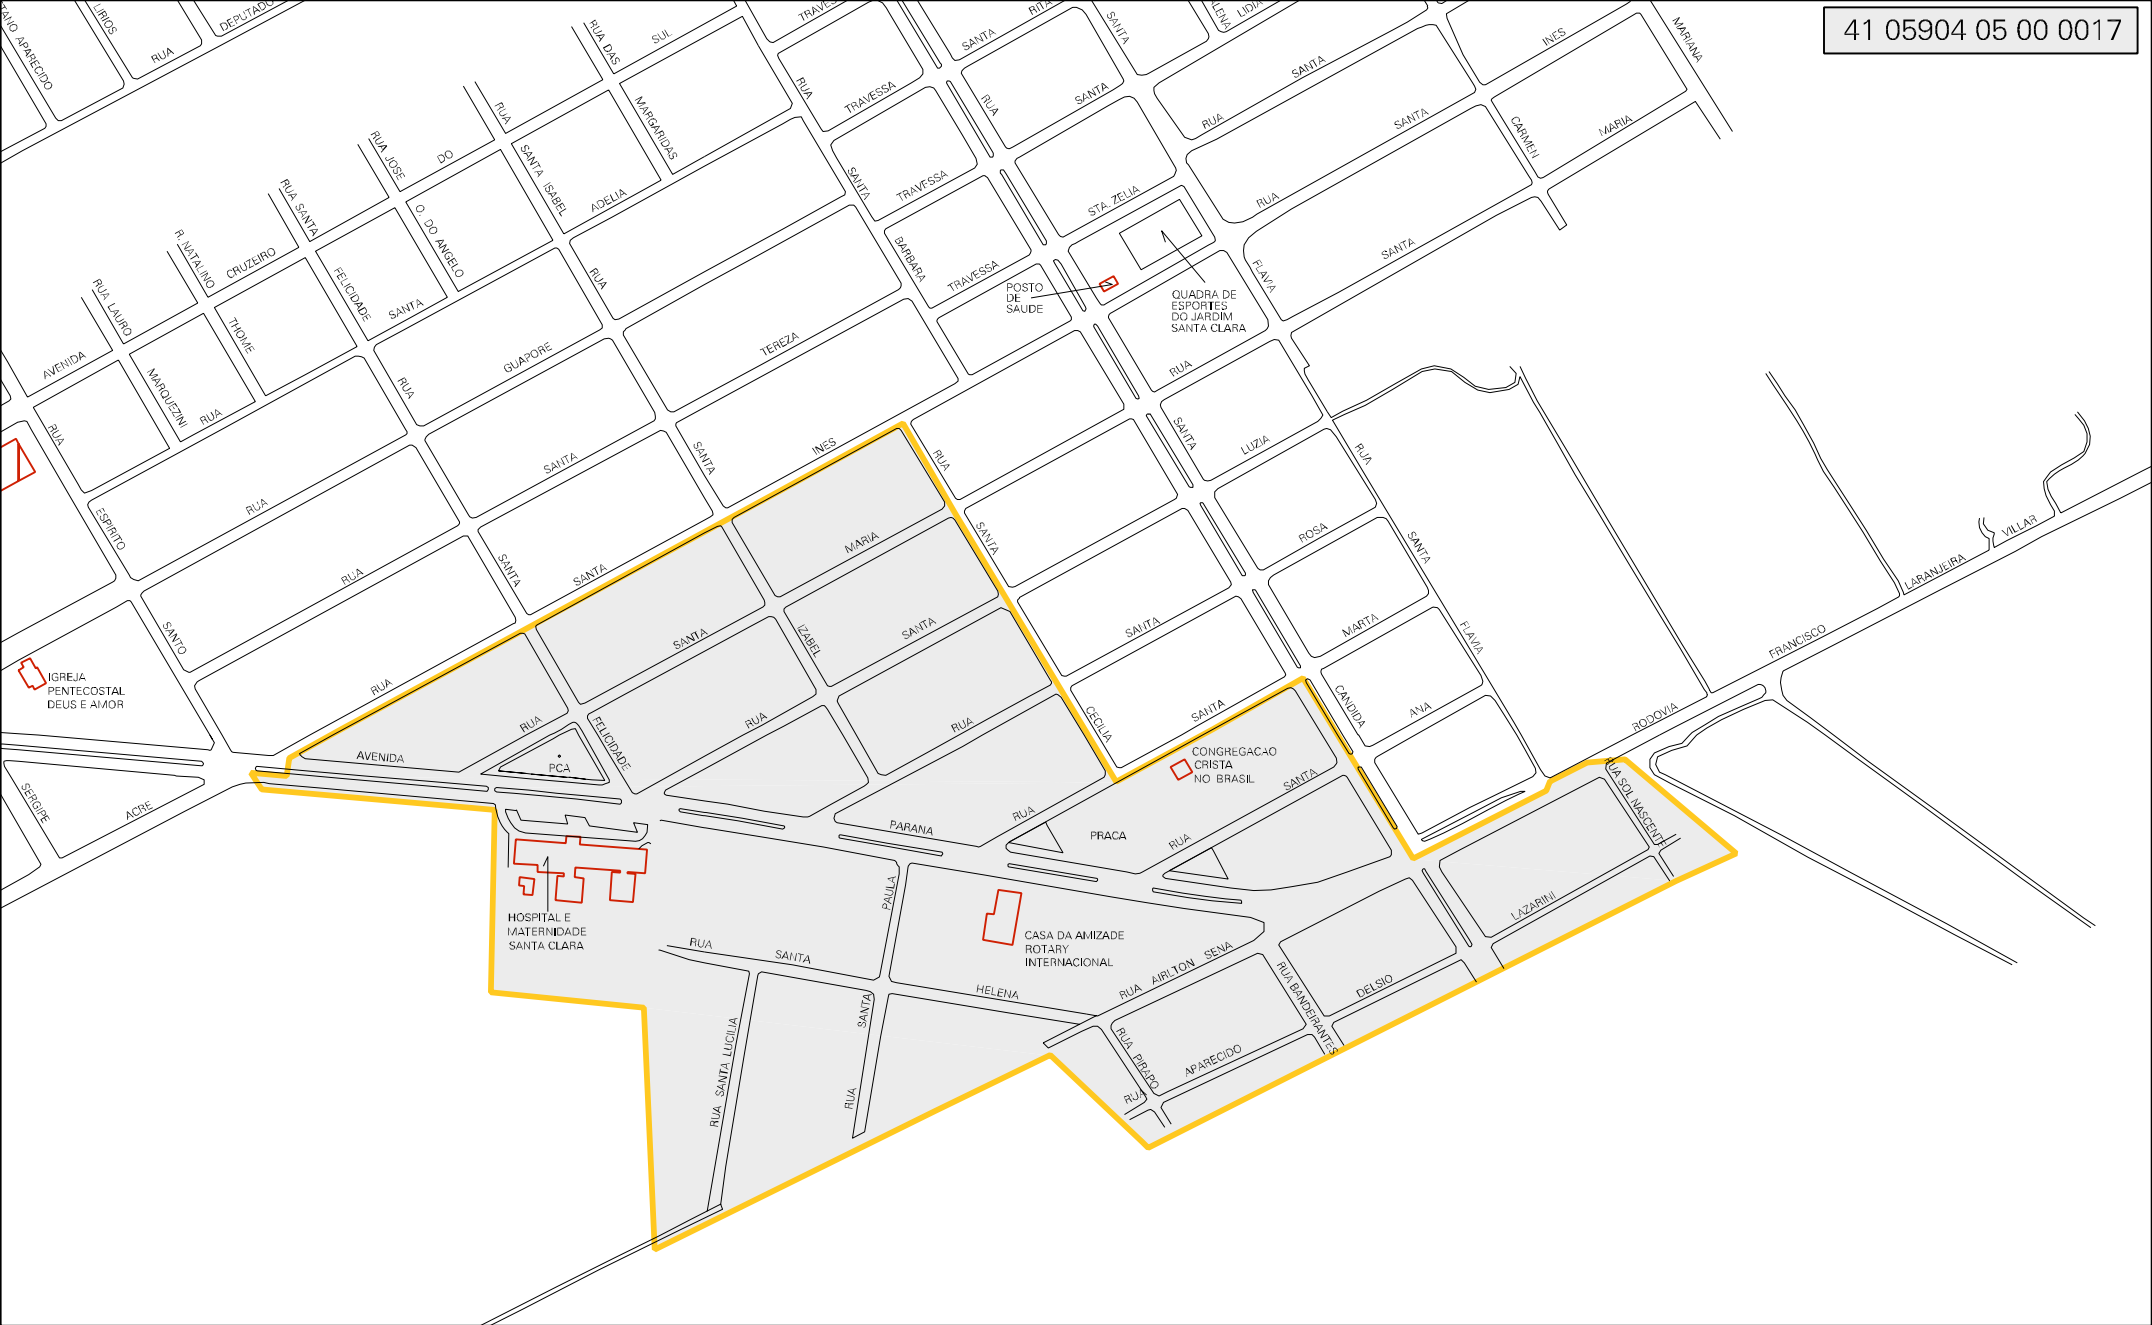 41 05904 05 00 0017
TANO APARECIDO
LIRIOS
RUA
DEPUTADO
RUA DAS
SUL
SANTA
RITA
SANTA
LIDIA
INES
MARIANA
RUA
MARGARIDAS
RUA
TRAVESSA
RUA
SANTA
SANTA
RUA
SANTA
CARMEN
MARIA
RUA JOSE
DO
SANTA ISABEL
ADELIA
SANTA
TRAVESSA
STA. ZELIA
RUA
RUA SANTA
O. DO ANGELO
R. NATALINO
CRUZEIRO
FELICIDADE
SANTA
RUA
BARBARA
TRAVESSA
FLAVIA
SANTA
RUA LAURO
THOME
POSTO
DE
SAUDE
QUADRA DE
ESPORTES
DO JARDIM
SANTA CLARA
AVENIDA
MARQUEZINI
RUA
RUA
GUAPORE
TEREZA
RUA
RUA
SANTA
SANTA
INES
RUA
SANTA
LUZIA
RUA
ESPIRITO
RUA
SANTA
SANTA
MARIA
SANTA
ROSA
SANTA
VILLAR
LARANJEIRA
RUA
SANTA
SANTO
SANTA
IZABEL
SANTA
SANTA
MARTA
FLAVIA
FRANCISCO
IGREJA
PENTECOSTAL
DEUS E AMOR
RUA
RUA
FELICIDADE
RUA
RUA
CECILIA
SANTA
CANDIDA
ANA
RODOVIA
AVENIDA
PCA
CONGREGACAO
CRISTA
NO BRASIL
SANTA
RUA SOL NASCENTE
SERGIPE
ACRE
PARANA
RUA
PRACA
RUA
HOSPITAL E
MATERNIDADE
SANTA CLARA
PAULA
CASA DA AMIZADE
ROTARY
INTERNACIONAL
LAZARINI
RUA
SANTA
RUA AIRLTON SENA
RUA BANDEIRANTES
DELSIO
HELENA
SANTA
RUA SANTA LUCILIA
RUA
RUA PIRAPO
APARECIDO
RUA